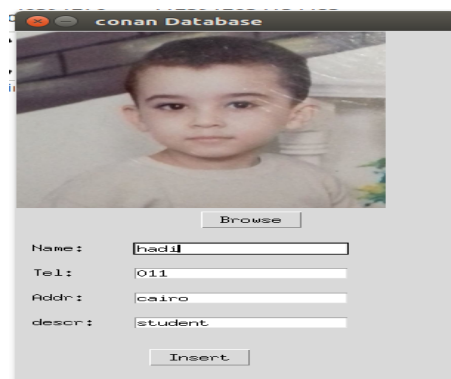 conan Database
Browse
Name: hadi
Tel: 011
Addr: cairo
descr: student
Insert